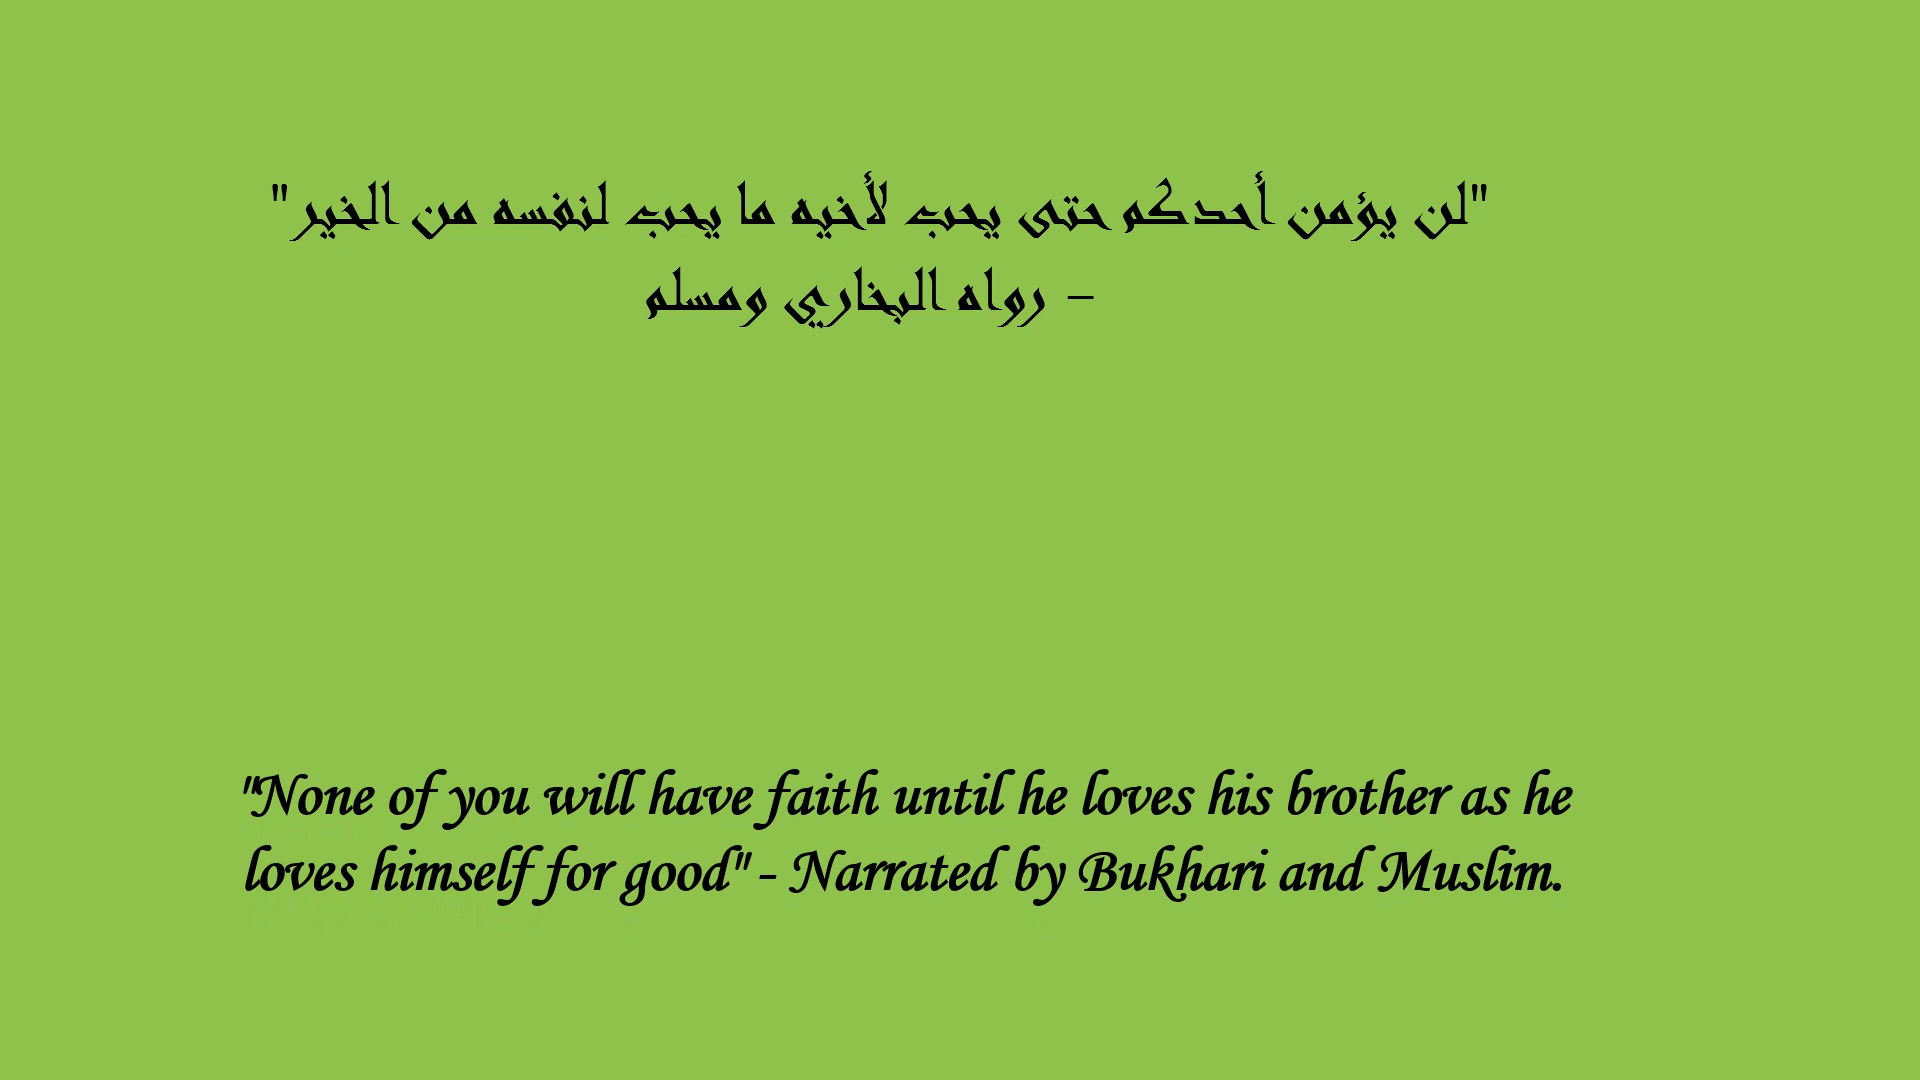 "لن يؤمن أحدكم حتى يحب لأخيه ما يحب لنفسه من الخير"
– رواه البخاري ومسلم
"None of you will have faith until he loves his brother as he
loves himself for good" - Narrated by Bukhari and Muslim.